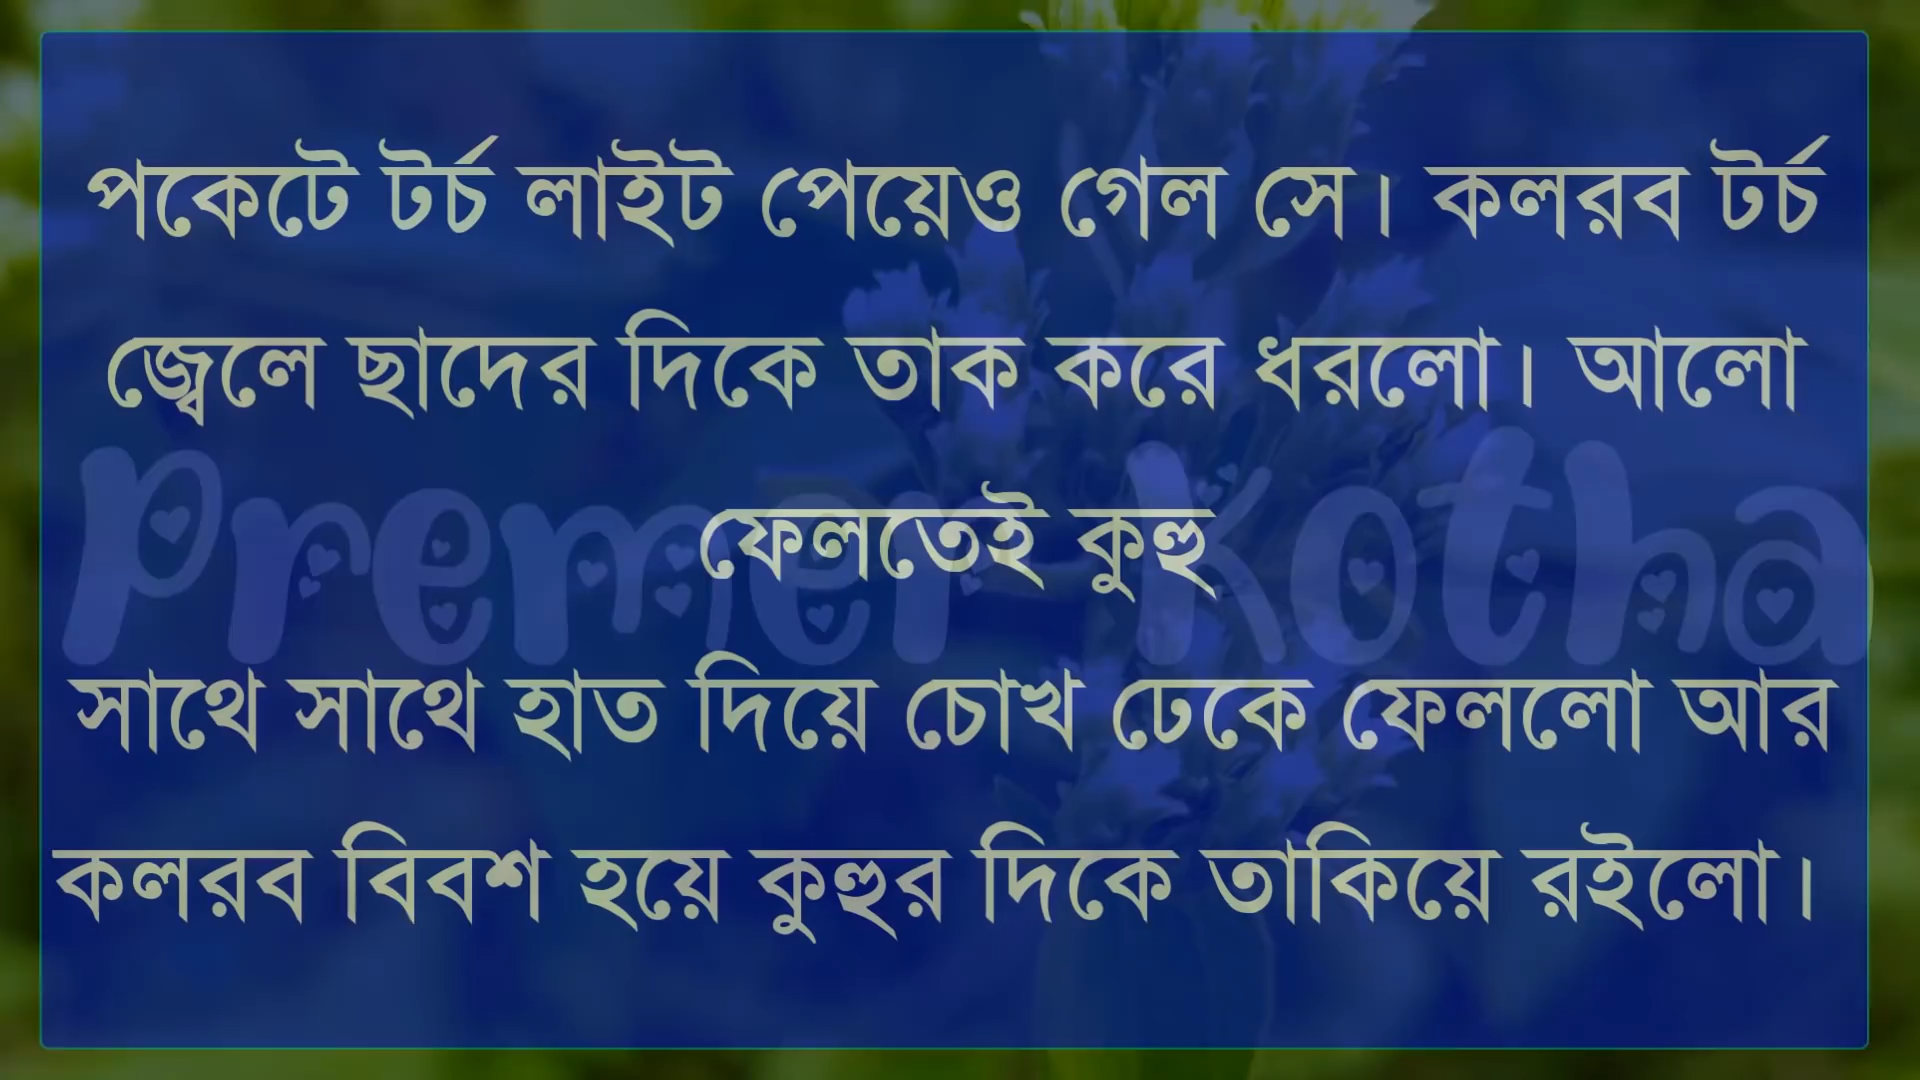 পকেটে টর্চ লাইট পেয়েও গেল সে। কলরব টর্চ
জ্বেলে ছাদের দিকে তাক করে ধরলো। আলো
ফেলতেই কুহু
Premer Kotha
সাথে সাথে হাত দিয়ে চোখ ঢেকে ফেললো আর
কলরব বিবশ হয়ে কুহুর দিকে তাকিয়ে রইলো।